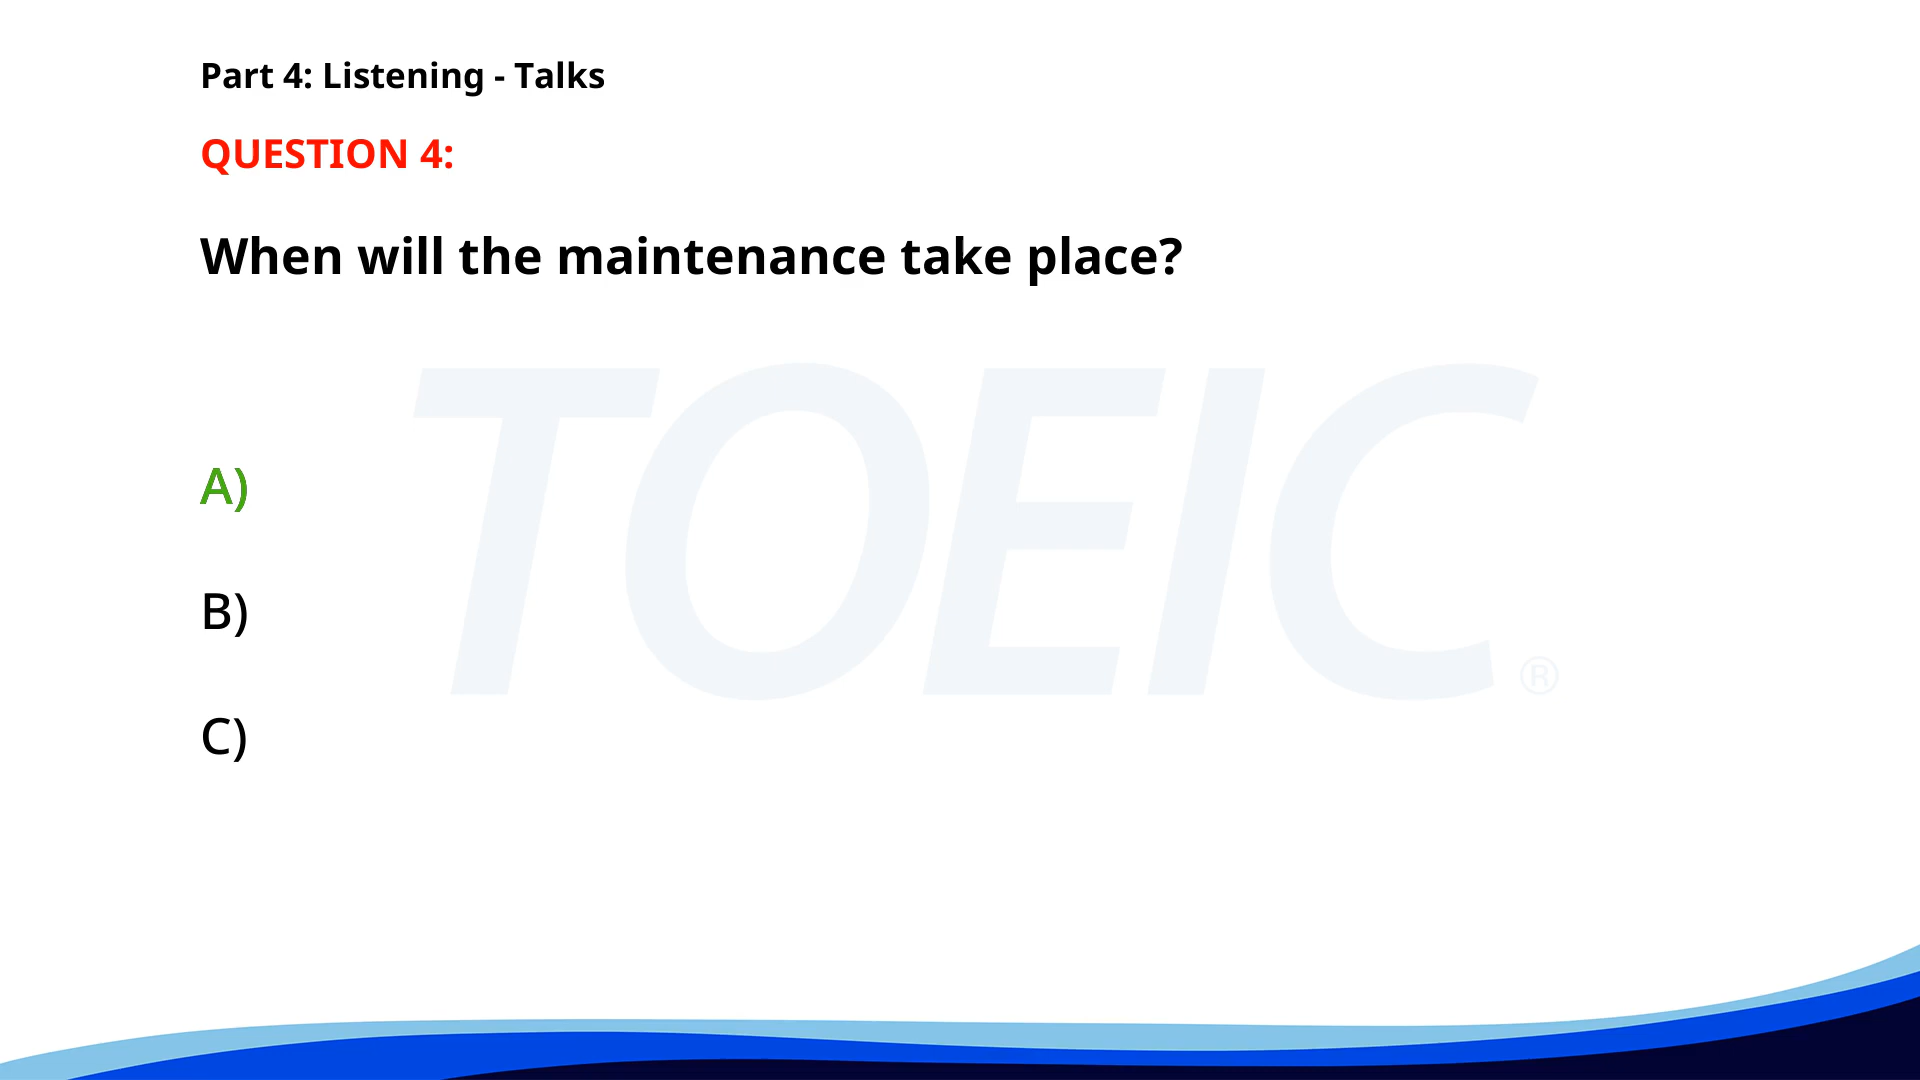 Part 4: Listening - Talks
QUESTION 4:
When will the maintenance take place?
TOEIC®
A)
B)
C)